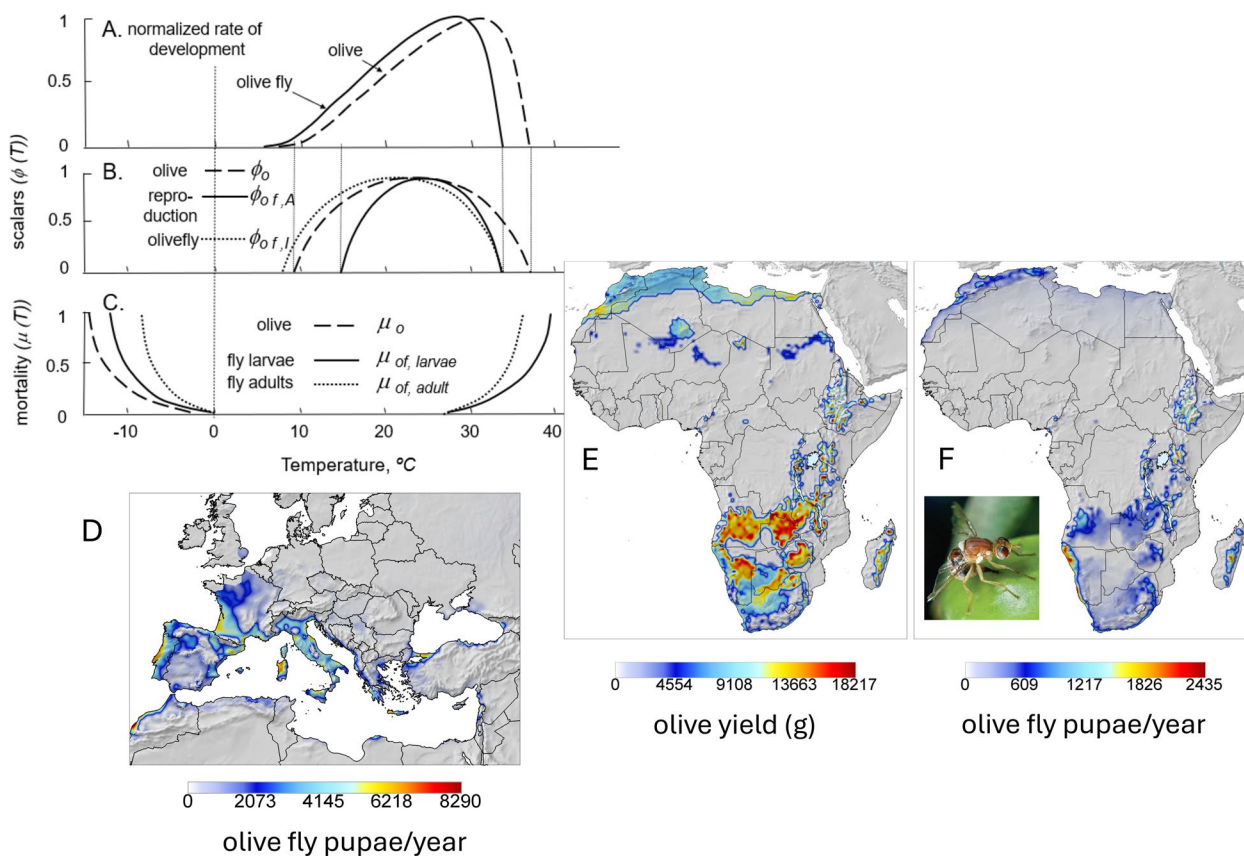 A.
normalized rate of
development
olive
olive fly
1
0.5
0
scalars (ϕ (T))
B.
olive
ϕo
repro-
duction
ϕo f,A
olivefly
ϕo f,I
1
0.5
0
C.
olive
μ o
fly larvae
μ of, larvae
fly adults
μ of, adult
1
0.5
0
mortality (μ (T))
-10 0 10 20 30 40
Temperature, °C
D
0 2073 4145 6218 8290
olive fly pupae/year
E
0 4554 9108 13663 18217
olive yield (g)
F
0 609 1217 1826 2435
olive fly pupae/year